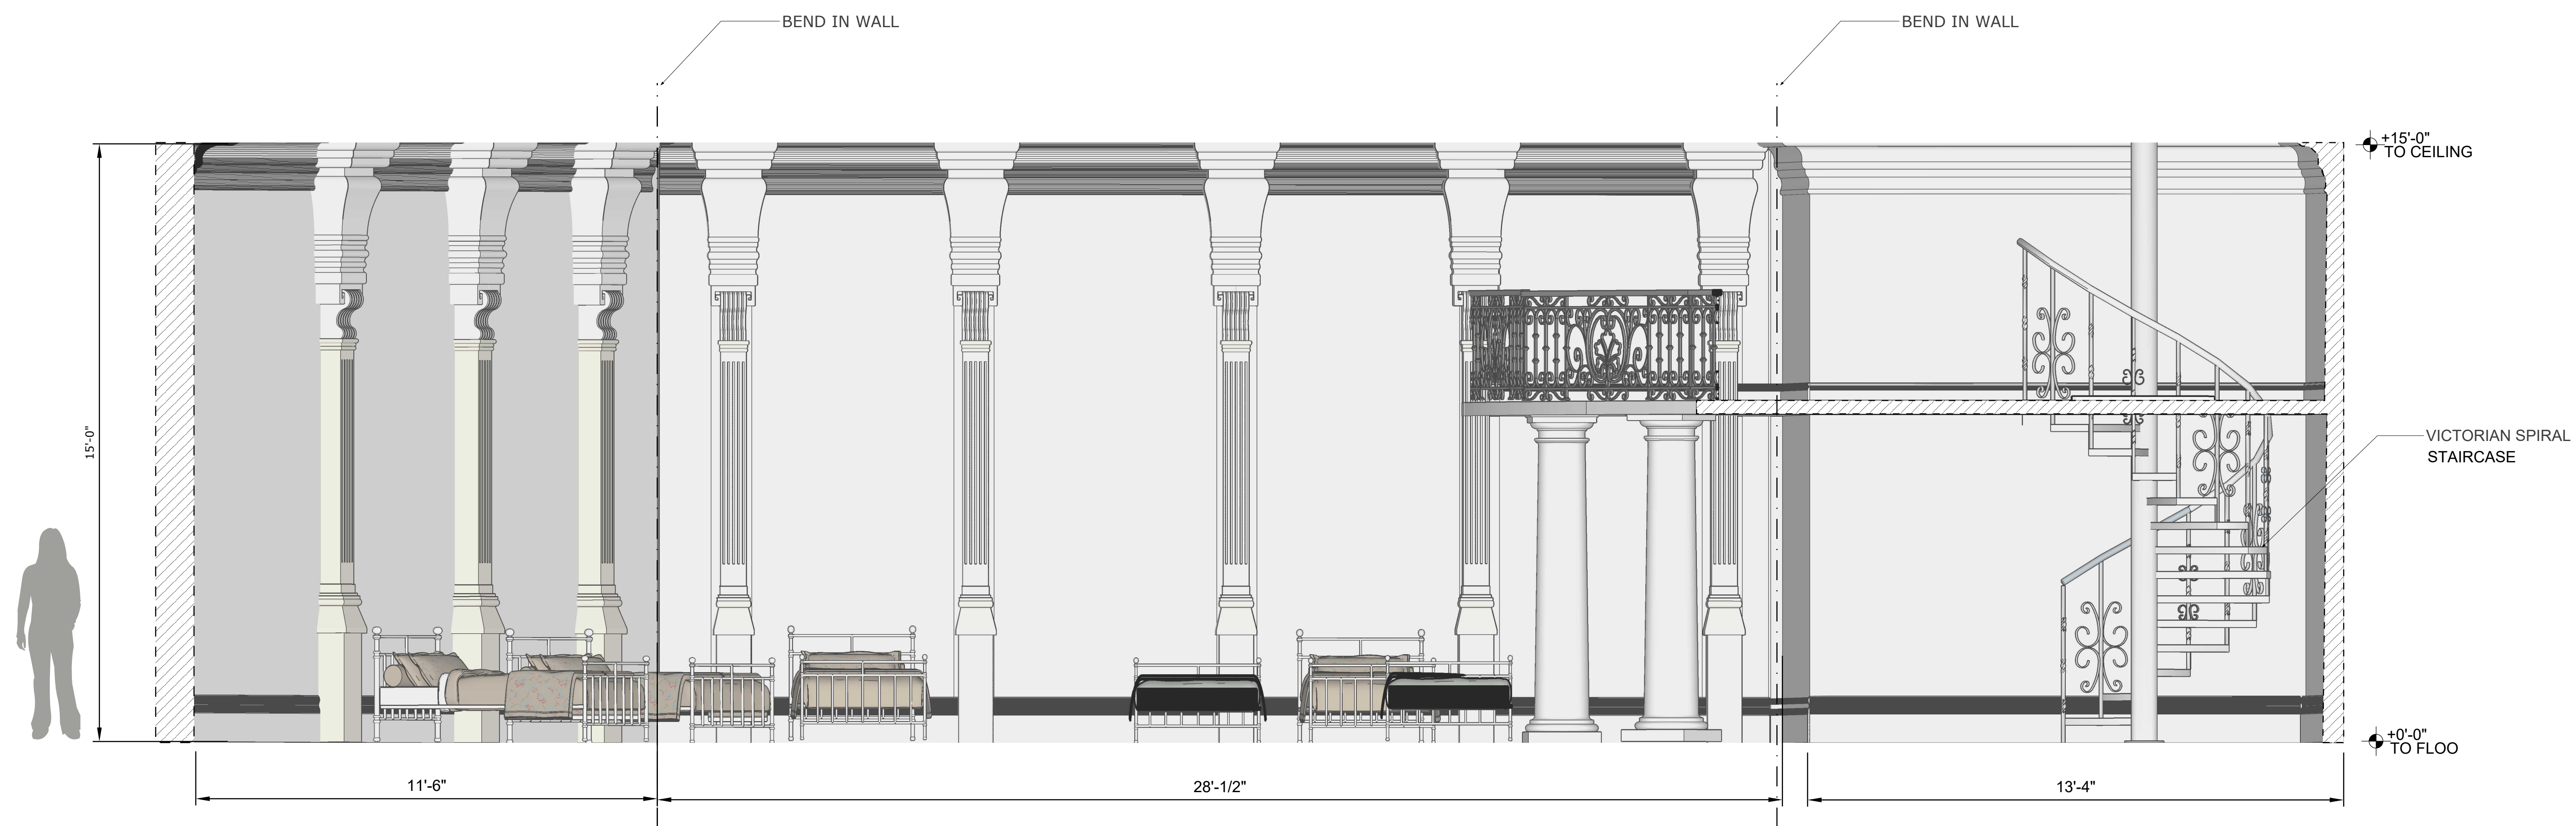 BEND IN WALL
BEND IN WALL
+15'-0"
TO CEILING
15'-0"
VICTORIAN SPIRAL
STAIRCASE
+0'-0"
TO FLOO
11'-6"
28'-1/2"
13'-4"